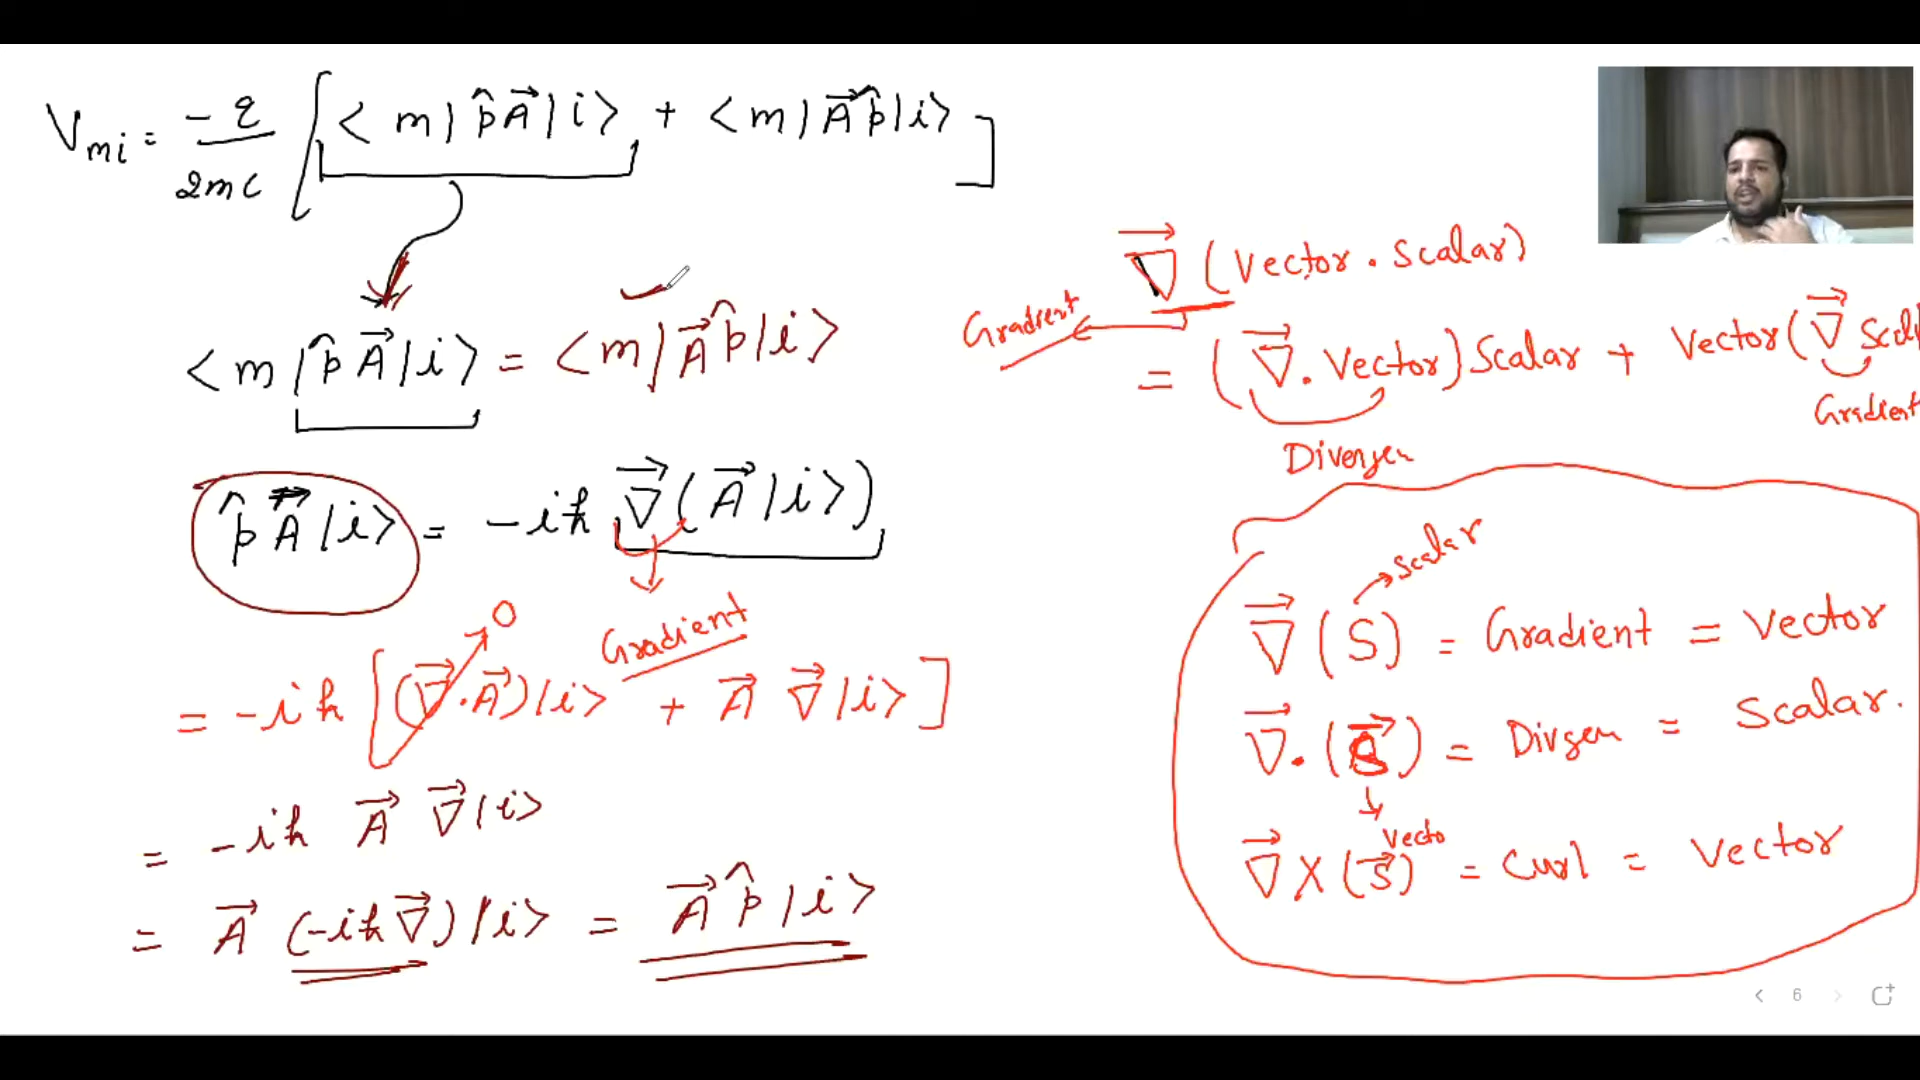 V_mi = -q/2mc [ <m| p̂ A⃗ |i> + <m| A⃗ p̂ |i> ]
<m| p̂ A⃗ |i> = <m| A⃗ p̂ |i>
p̂ A⃗ |i> = -iħ ∇⃗ ( A⃗ |i> )
Gradient
0
= -iħ [ (∇⃗ · A⃗) |i> + A⃗ ∇⃗ |i> ]
= -iħ A⃗ ∇⃗ |i>
= A⃗ (-iħ ∇⃗) |i> = A⃗ p̂ |i>
∇⃗ (Vector . Scalar)
Gradient
= (∇⃗ . Vector) Scalar + Vector (∇⃗
Divergen
Gradient
Scalar
∇⃗ (S) = Gradient = Vector
∇⃗ . ( ) = Divgen = Scalar.
Vecto
∇⃗ X (S⃗) = Curl = Vector
6